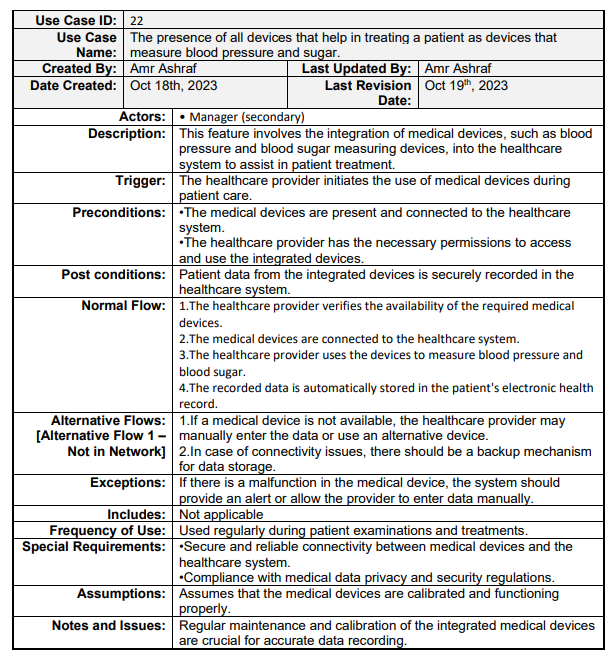 Use Case ID: 22
Use Case Name: The presence of all devices that help in treating a patient as devices that
measure blood pressure and sugar.
Created By: Amr Ashraf Last Updated By: Amr Ashraf
Date Created: Oct 18th, 2023 Last Revision Date: Oct 19th, 2023
Actors: • Manager (secondary)
Description: This feature involves the integration of medical devices, such as blood
pressure and blood sugar measuring devices, into the healthcare
system to assist in patient treatment.
Trigger: The healthcare provider initiates the use of medical devices during
patient care.
Preconditions: •The medical devices are present and connected to the healthcare
system.
•The healthcare provider has the necessary permissions to access
and use the integrated devices.
Post conditions: Patient data from the integrated devices is securely recorded in the
healthcare system.
Normal Flow: 1.The healthcare provider verifies the availability of the required medical
devices.
2.The medical devices are connected to the healthcare system.
3.The healthcare provider uses the devices to measure blood pressure and
blood sugar.
4.The recorded data is automatically stored in the patient's electronic health
record.
Alternative Flows: 1.If a medical device is not available, the healthcare provider may
[Alternative Flow 1 – manually enter the data or use an alternative device.
Not in Network] 2.In case of connectivity issues, there should be a backup mechanism
for data storage.
Exceptions: If there is a malfunction in the medical device, the system should
provide an alert or allow the provider to enter data manually.
Includes: Not applicable
Frequency of Use: Used regularly during patient examinations and treatments.
Special Requirements: •Secure and reliable connectivity between medical devices and the
healthcare system.
•Compliance with medical data privacy and security regulations.
Assumptions: Assumes that the medical devices are calibrated and functioning
properly.
Notes and Issues: Regular maintenance and calibration of the integrated medical devices
are crucial for accurate data recording.